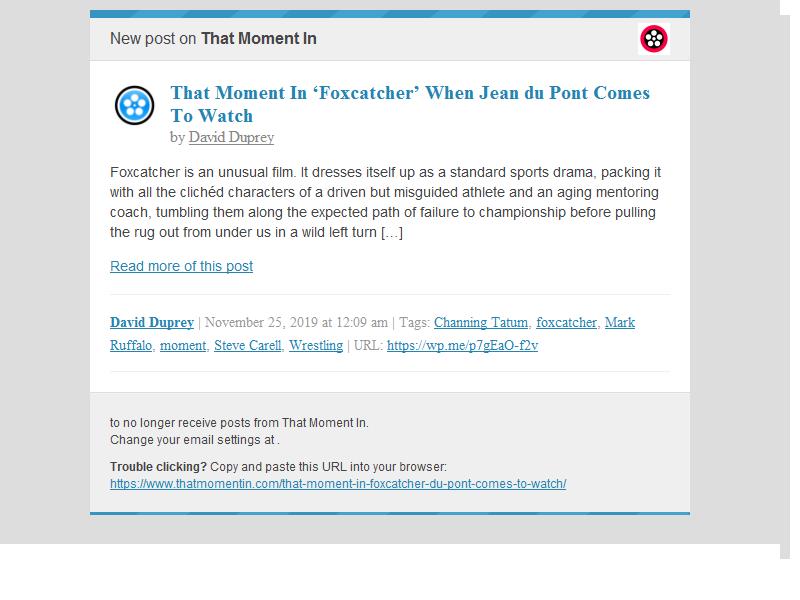 New post on That Moment In
That Moment In ‘Foxcatcher’ When Jean du Pont Comes
To Watch
by David Duprey
Foxcatcher is an unusual film. It dresses itself up as a standard sports drama, packing it
with all the clichéd characters of a driven but misguided athlete and an aging mentoring
coach, tumbling them along the expected path of failure to championship before pulling
the rug out from under us in a wild left turn […]
Read more of this post
David Duprey | November 25, 2019 at 12:09 am | Tags: Channing Tatum, foxcatcher, Mark
Ruffalo, moment, Steve Carell, Wrestling | URL: https://wp.me/p7gEaO-f2v
to no longer receive posts from That Moment In.
Change your email settings at .
Trouble clicking? Copy and paste this URL into your browser:
https://www.thatmomentin.com/that-moment-in-foxcatcher-du-pont-comes-to-watch/